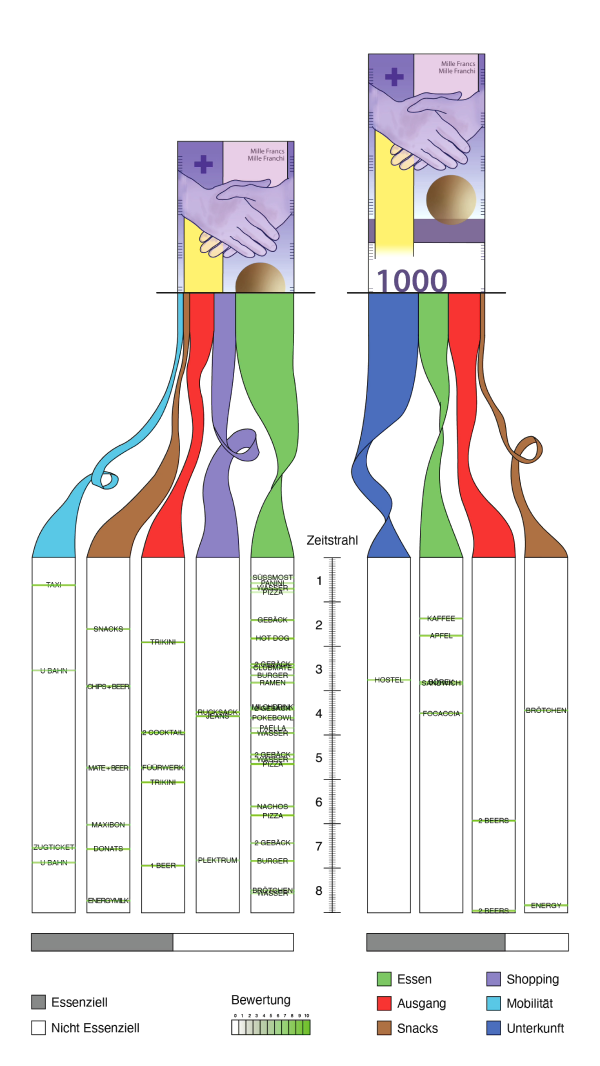 Mille Francs
Mille Franchi
Mille Francs
Mille Franchi
1000
Zeitstrahl
1
2
3
4
5
6
7
8
TAXI
U BAHN
ZUGTICKET
U BAHN
SNACKS
CHIPS + BEER
MATE + BEER
MAXIBON
DONATS
ENERGYMILK
TRIKINI
2 COCKTAIL
FÜÜRWERK
TRIKINI
1 BEER
RUCKSACK
JEANS
PLEKTRUM
SÜSSMOST
PANINI
WASSER
PIZZA
GEBÄCK
HOT DOG
2 GEBÄCK
CLUBMATE
BURGER
RAMEN
MILCHDRINK
2 GEBÄCK
POKEBOWL
PAELLA
WASSER
2 GEBÄCK
WASSER
PIZZA
NACHOS
PIZZA
2 GEBÄCK
BURGER
BRÖTCHEN
WASSER
HOSTEL
KAFFEE
APFEL
SANDWICH
FOCACCIA
2 BEERS
2 BEERS
BRÖTCHEN
ENERGY
Essenziell
Nicht Essenziell
Bewertung
0 1 2 3 4 5 6 7 8 9 10
Essen
Ausgang
Snacks
Shopping
Mobilität
Unterkunft